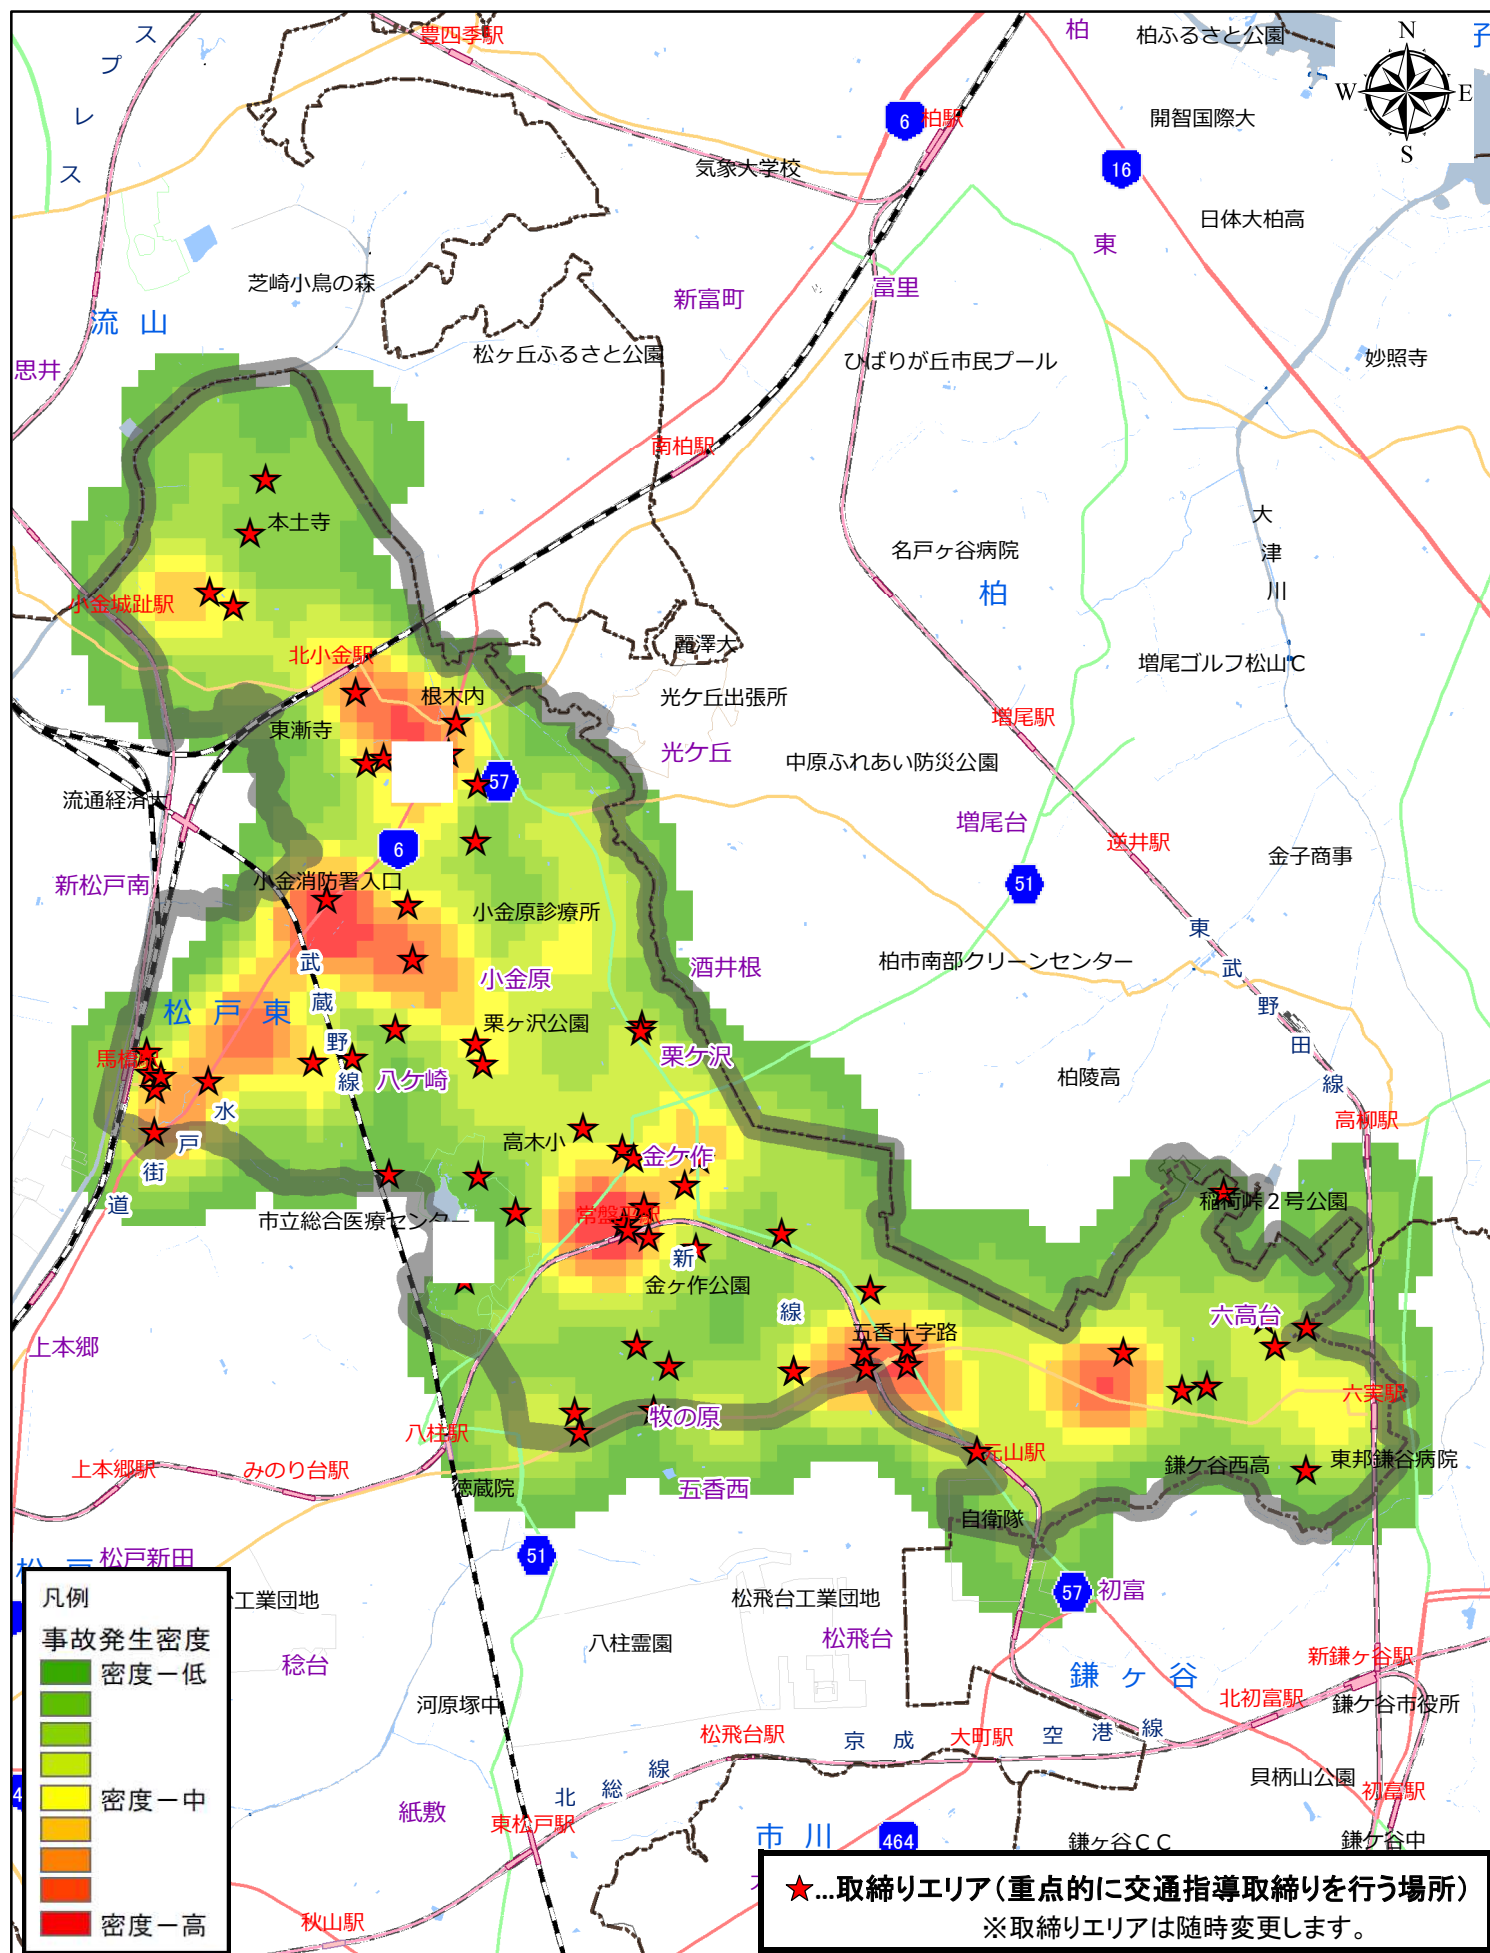 ス
プ
レ
ス
豊四季駅
柏
柏ふるさと公園
子
N
W
E
S
6
柏駅
開智国際大
16
気象大学校
日体大柏高
東
芝崎小鳥の森
新富町
富里
流山
松ヶ丘ふるさと公園
ひばりが丘市民プール
妙照寺
思井
南柏駅
本土寺
大
津
川
名戸ヶ谷病院
柏
小金城趾駅
麗澤大
北小金駅
根木内
光ケ丘出張所
増尾ゴルフ松山C
東漸寺
増尾駅
光ケ丘
中原ふれあい防災公園
57
流通経済大
増尾台
逆井駅
6
新松戸南
小金消防署入口
51
金子商事
小金原診療所
東
武
野
田
線
武
蔵
野
線
小金原
酒井根
柏市南部クリーンセンター
松戸東
栗ヶ沢公園
栗ケ沢
馬橋
八ケ崎
柏陵高
高柳駅
水
戸
街
道
高木小
金ケ作
稲荷峠2号公園
市立総合医療センター
常盤平駅
新
金ヶ作公園
線
五香十字路
六高台
上本郷
六実駅
牧の原
八柱駅
元山駅
上本郷駅
みのり台駅
鎌ケ谷西高
東邦鎌谷病院
徳蔵院
五香西
自衛隊
松戸新田
51
57
初富
工業団地
松飛台工業団地
八柱霊園
松飛台
稔台
鎌ヶ谷
新鎌ヶ谷駅
北初富駅
鎌ケ谷市役所
河原塚中
松飛台駅
京成
大町駅
空港線
北総線
貝柄山公園
初富駅
紙敷
東松戸駅
市川
464
鎌ヶ谷CC
鎌ケ谷中
秋山駅
凡例
事故発生密度
密度－低
密度－中
密度－高
★…取締りエリア（重点的に交通指導取締りを行う場所）
※取締りエリアは随時変更します。